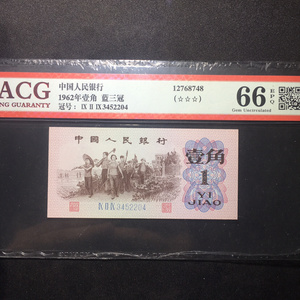 ACG
NG GUARANTY
中国人民银行
1962年壹角 蓝三冠
冠号: IX II IX3452204
12768748
(☆☆☆)
66 EPQ
Gem Uncirculated
中国人民银行
壹角
1
YI
JIAO
IX II IX 3452204